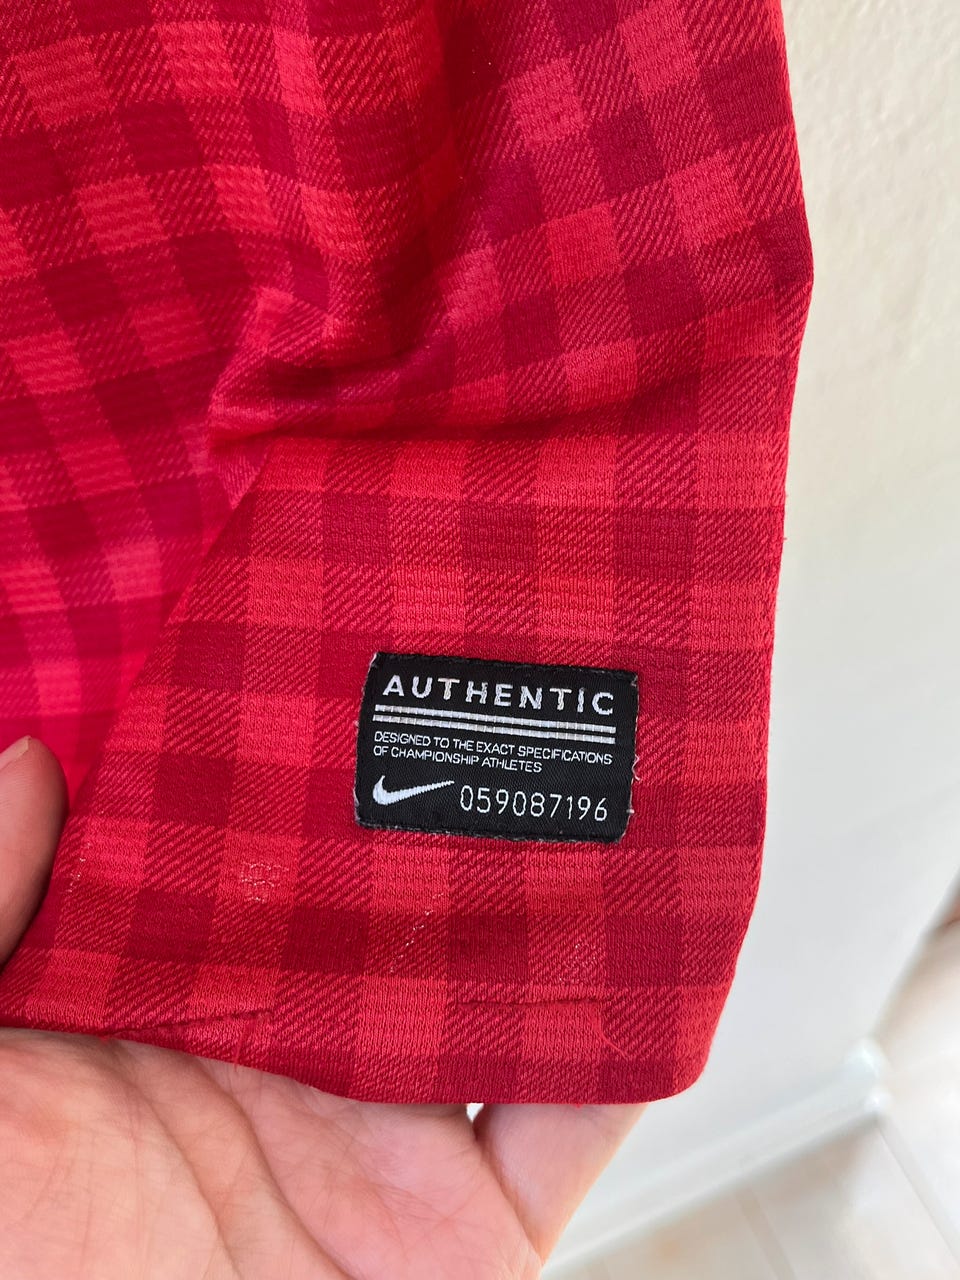 AUTHENTIC
DESIGNED TO THE EXACT SPECIFICATIONS
OF CHAMPIONSHIP ATHLETES
059087196